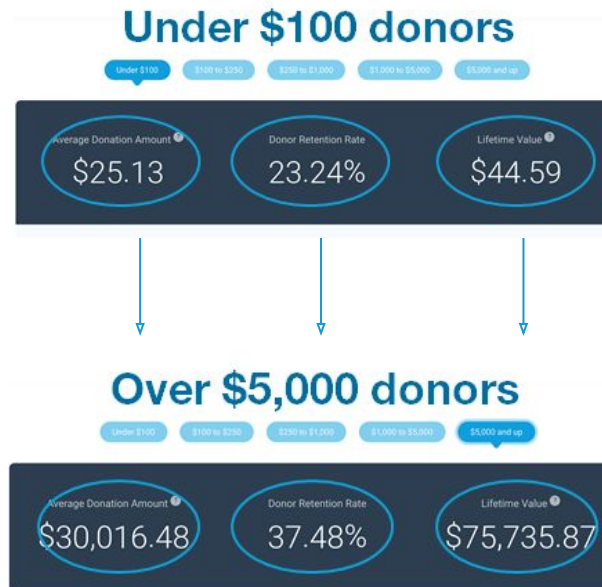 Under $100 donors
Under $100 $100 to $250 $250 to $1,000 $1,000 to $5,000 $5,000 and up
Average Donation Amount ? Donor Retention Rate Lifetime Value ?
$25.13 23.24% $44.59
Over $5,000 donors
Under $100 $100 to $250 $250 to $1,000 $1,000 to $5,000 $5,000 and up
Average Donation Amount ? Donor Retention Rate Lifetime Value ?
$30,016.48 37.48% $75,735.87